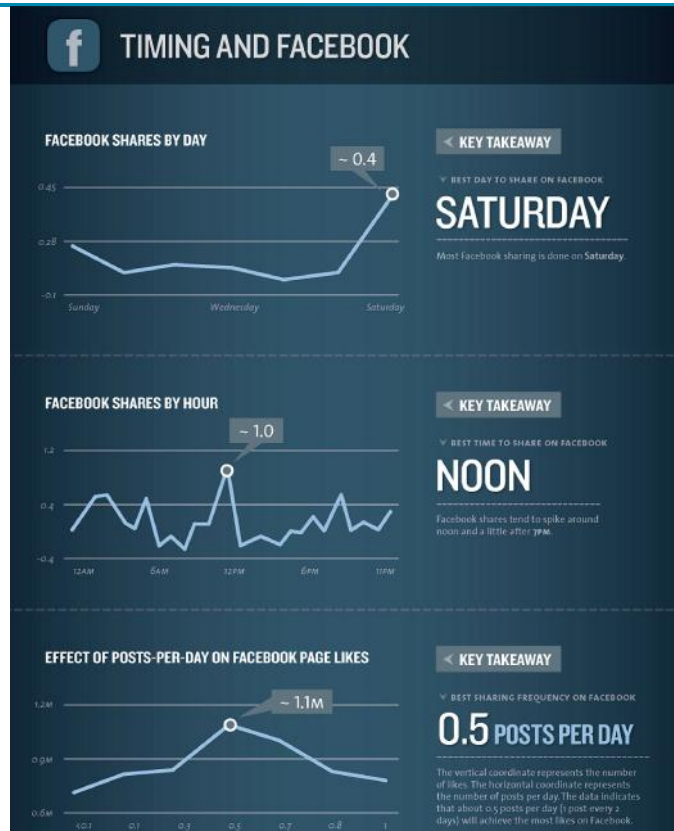 f
TIMING AND FACEBOOK
FACEBOOK SHARES BY DAY
~ 0.4
0.45
0.28
-0.1
Sunday Wednesday Saturday
KEY TAKEAWAY
BEST DAY TO SHARE ON FACEBOOK
SATURDAY
Most Facebook sharing is done on Saturday.
FACEBOOK SHARES BY HOUR
~ 1.0
1.2
0.4
-0.4
12AM 6AM 12PM 6PM 11PM
KEY TAKEAWAY
BEST TIME TO SHARE ON FACEBOOK
NOON
Facebook shares tend to spike around
noon and a little after 7PM.
EFFECT OF POSTS-PER-DAY ON FACEBOOK PAGE LIKES
~ 1.1M
1.2M
0.9M
0.6M
<0.1 0.1 0.3 0.5 0.7 0.8 1
KEY TAKEAWAY
BEST SHARING FREQUENCY ON FACEBOOK
0.5 POSTS PER DAY
The vertical coordinate represents the number
of likes. The horizontal coordinate represents
the number of posts per day. The data indicates
that about 0.5 posts per day (1 post every 2
days) will achieve the most likes on Facebook.